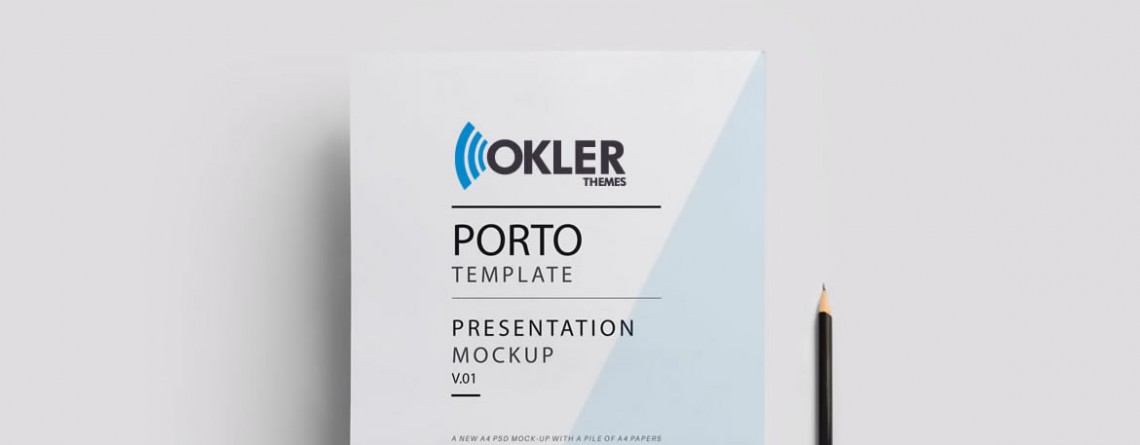 OKLER
THEMES
PORTO
TEMPLATE
PRESENTATION
MOCKUP
V.01
A NEW A4 PSD MOCK-UP WITH A PILE OF A4 PAPERS